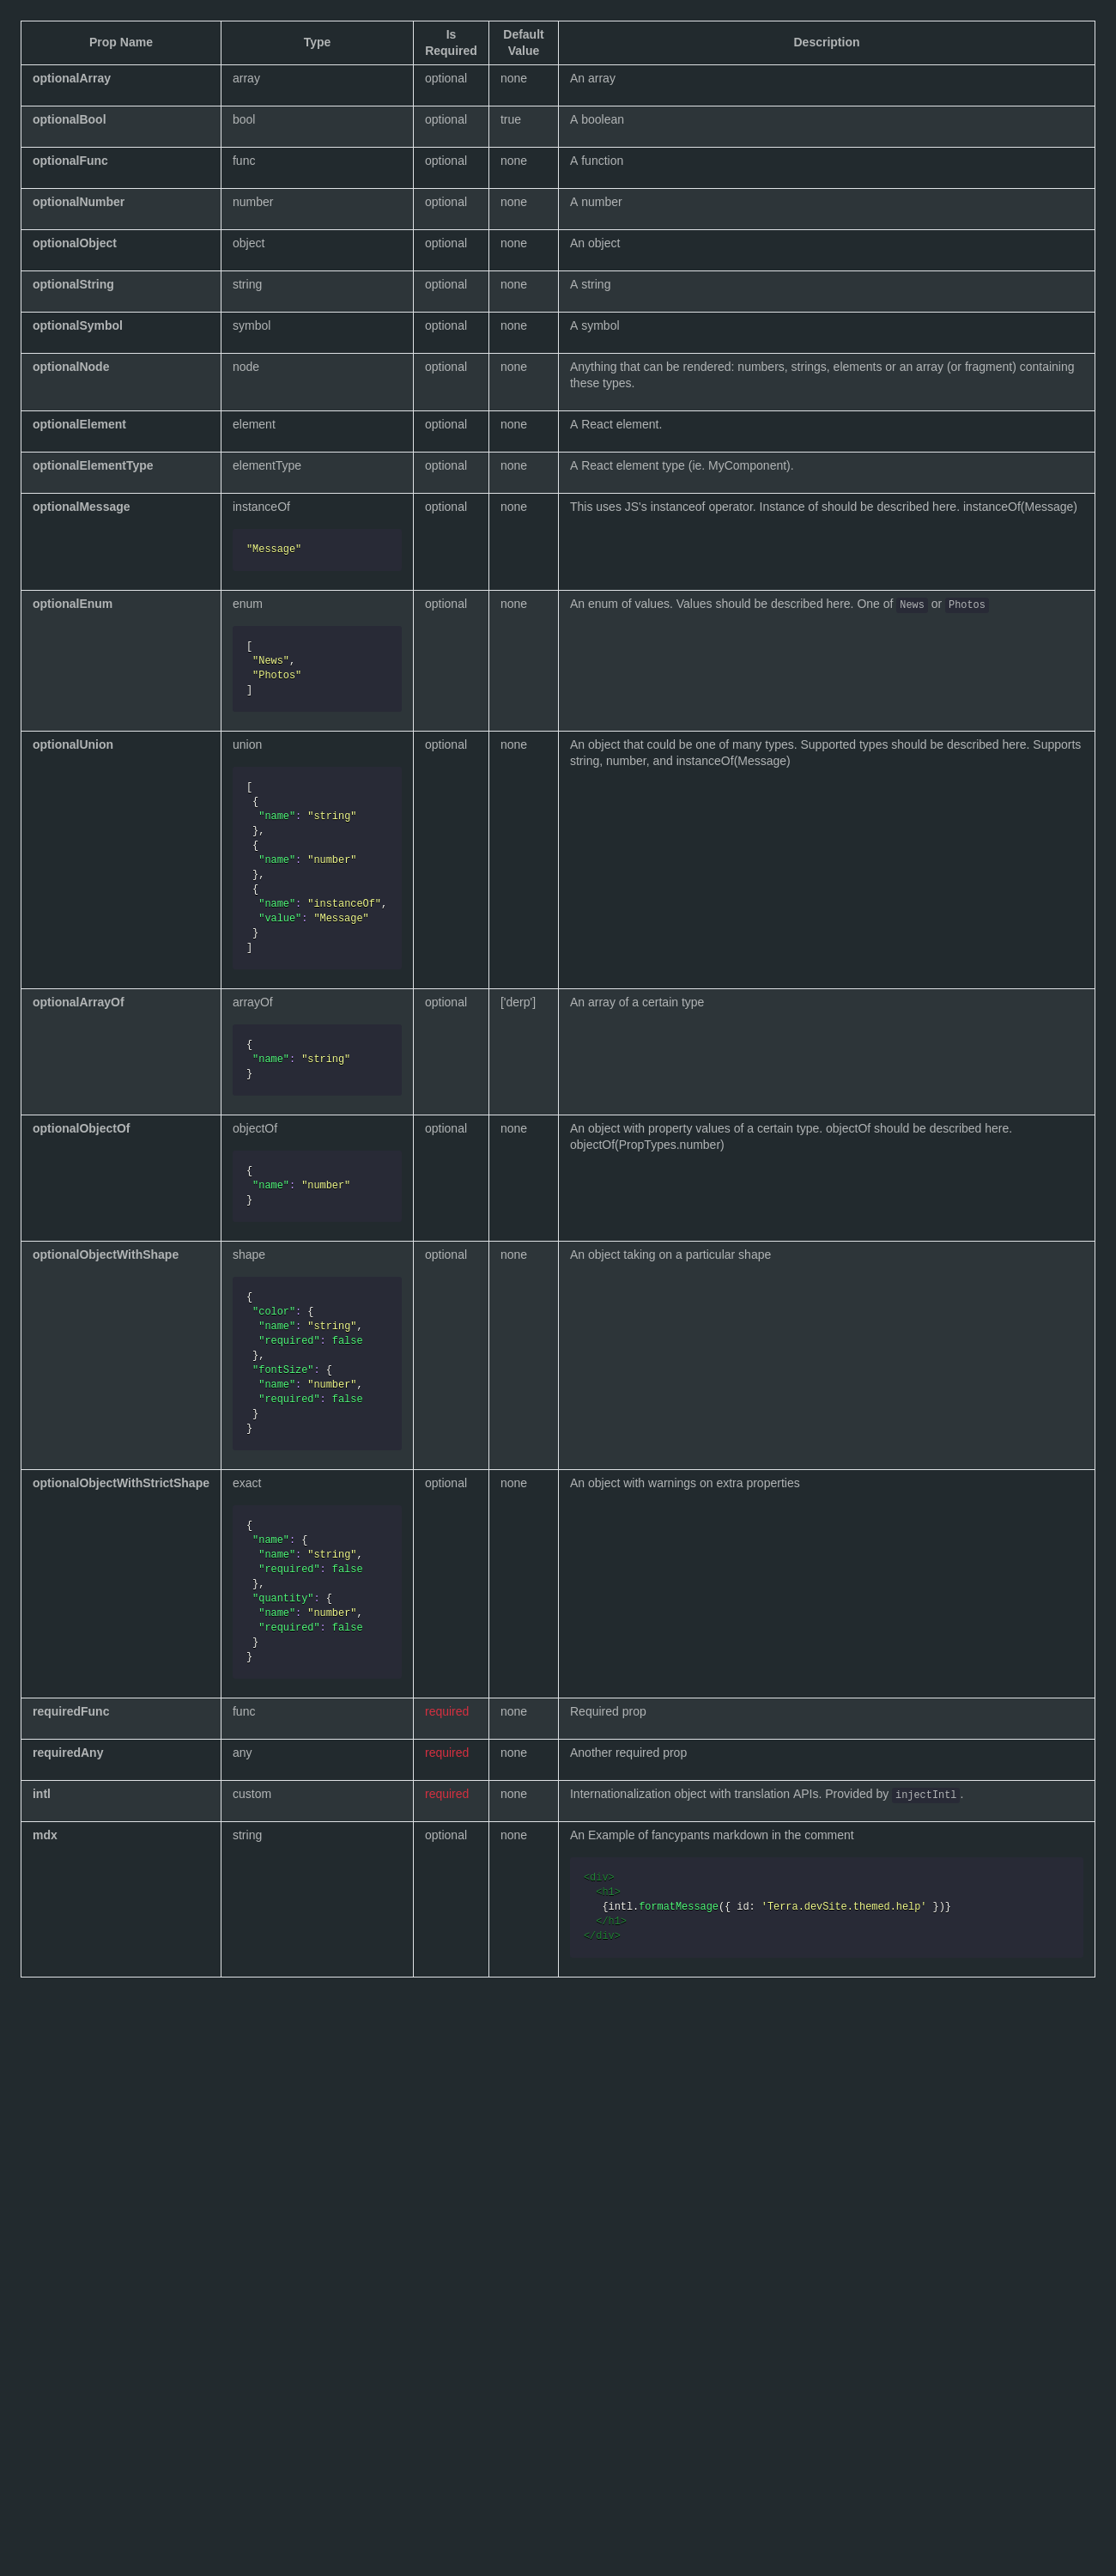 Prop Name Type Is Required Default Value Description
optionalArray array optional none An array
optionalBool bool optional true A boolean
optionalFunc func optional none A function
optionalNumber number optional none A number
optionalObject object optional none An object
optionalString string optional none A string
optionalSymbol symbol optional none A symbol
optionalNode node optional none Anything that can be rendered: numbers, strings, elements or an array (or fragment) containing
these types.
optionalElement element optional none A React element.
optionalElementType elementType optional none A React element type (ie. MyComponent).
optionalMessage instanceOf optional none This uses JS's instanceof operator. Instance of should be described here. instanceOf(Message)
"Message"
optionalEnum enum optional none An enum of values. Values should be described here. One of News or Photos
[
"News",
"Photos"
]
optionalUnion union optional none An object that could be one of many types. Supported types should be described here. Supports
string, number, and instanceOf(Message)
[
{
"name": "string"
},
{
"name": "number"
},
{
"name": "instanceOf",
"value": "Message"
}
]
optionalArrayOf arrayOf optional ['derp'] An array of a certain type
{
"name": "string"
}
optionalObjectOf objectOf optional none An object with property values of a certain type. objectOf should be described here.
objectOf(PropTypes.number)
{
"name": "number"
}
optionalObjectWithShape shape optional none An object taking on a particular shape
{
"color": {
"name": "string",
"required": false
},
"fontSize": {
"name": "number",
"required": false
}
}
optionalObjectWithStrictShape exact optional none An object with warnings on extra properties
{
"name": {
"name": "string",
"required": false
},
"quantity": {
"name": "number",
"required": false
}
}
requiredFunc func required none Required prop
requiredAny any required none Another required prop
intl custom required none Internationalization object with translation APIs. Provided by injectIntl.
mdx string optional none An Example of fancypants markdown in the comment
<div>
<h1>
{intl.formatMessage({ id: 'Terra.devSite.themed.help' })}
</h1>
</div>